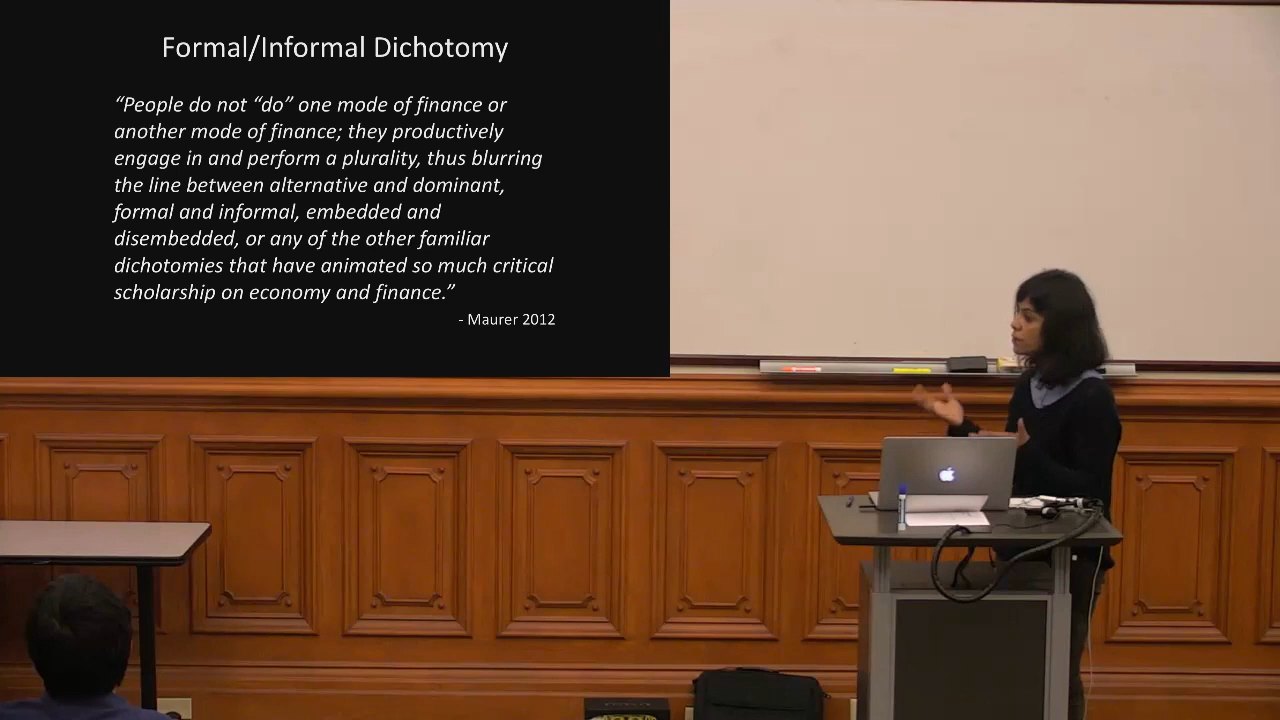 Formal/Informal Dichotomy
“People do not “do” one mode of finance or
another mode of finance; they productively
engage in and perform a plurality, thus blurring
the line between alternative and dominant,
formal and informal, embedded and
disembedded, or any of the other familiar
dichotomies that have animated so much critical
scholarship on economy and finance.”
- Maurer 2012